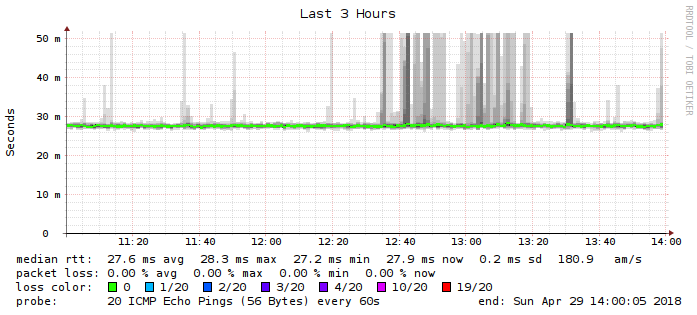 Last 3 Hours
RRDTOOL / TOBI OETIKER
Seconds
50 m
40 m
30 m
20 m
10 m
0
11:20 11:40 12:00 12:20 12:40 13:00 13:20 13:40 14:00
median rtt: 27.6 ms avg 28.3 ms max 27.2 ms min 27.9 ms now 0.2 ms sd 180.9 am/s
packet loss: 0.00 % avg 0.00 % max 0.00 % min 0.00 % now
loss color: 0 1/20 2/20 3/20 4/20 10/20 19/20
probe: 20 ICMP Echo Pings (56 Bytes) every 60s end: Sun Apr 29 14:00:05 2018